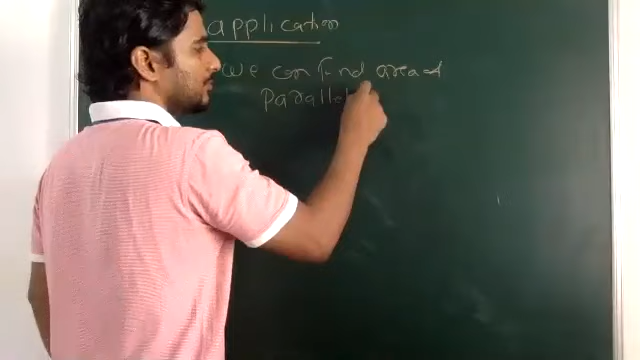 application
we can find area of
parallel